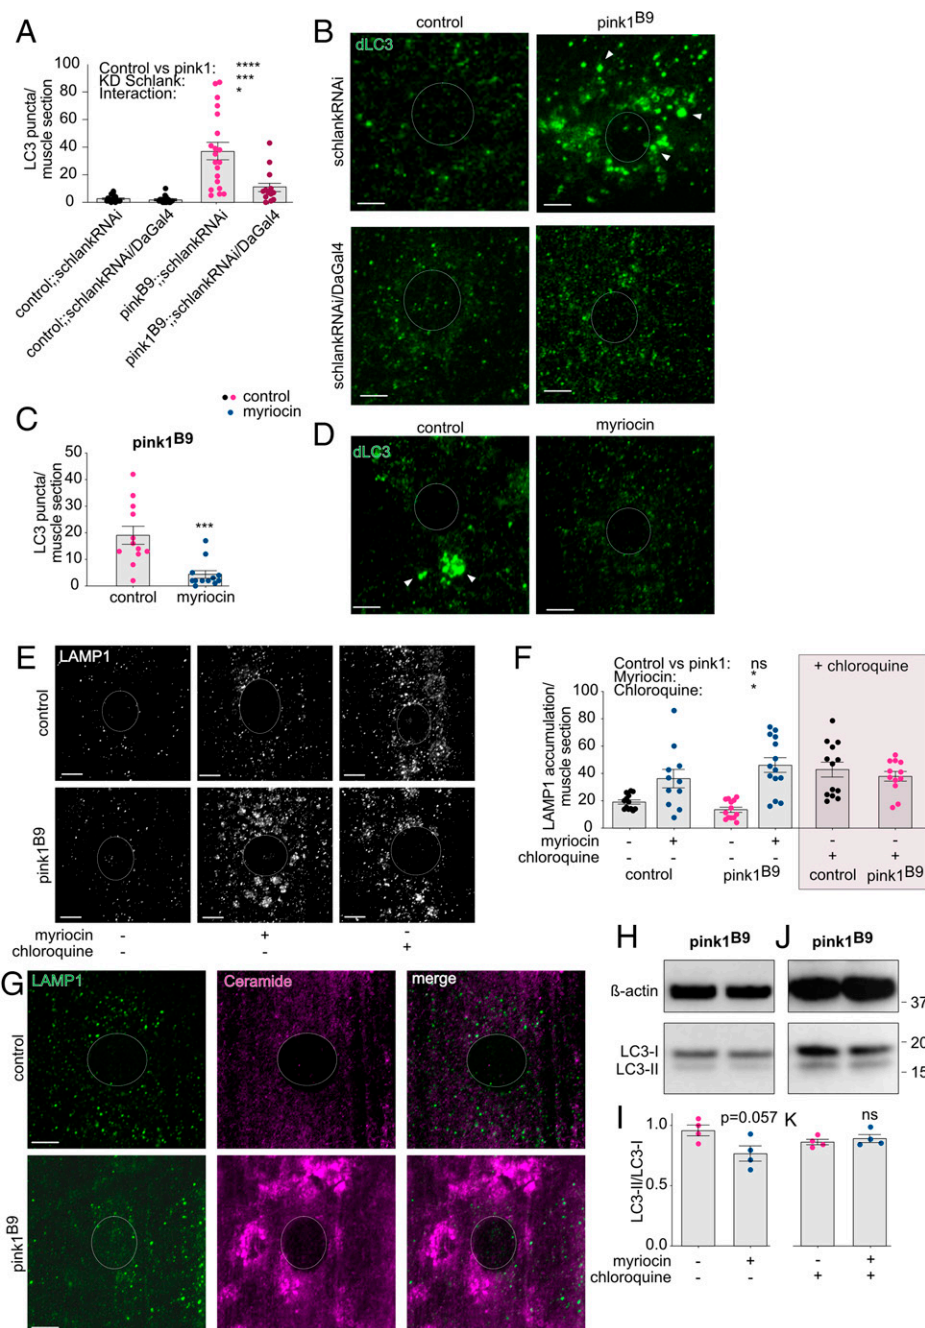 A
Control vs pink1: ****
KD Schlank: ***
Interaction: *
LC3 puncta/
muscle section
100
80
60
40
20
0
control;;schlankRNAi
control;;schlankRNAi/DaGal4
pinkB9;;schlankRNAi
pink1B9;;schlankRNAi/DaGal4
B
control
pink1B9
dLC3
schlankRNAi
schlankRNAi/DaGal4
C
control
myriocin
pink1B9
LC3 puncta/
muscle section
50
40
30
20
10
0
***
control
myriocin
D
control
myriocin
dLC3
E
LAMP1
control
pink1B9
myriocin - + -
chloroquine - - +
F
Control vs pink1: ns
Myriocin: *
Chloroquine: *
+ chloroquine
LAMP1 accumulation/
muscle section
100
80
60
40
20
0
myriocin - + - + - -
chloroquine - - - - + +
control pink1B9 control pink1B9
G
LAMP1
Ceramide
merge
control
pink1B9
H
pink1B9
J
pink1B9
ß-actin
37
LC3-I
LC3-II
20
15
I
p=0.057
K
ns
LC3-II/LC3-I
1.0
0.5
0.0
myriocin - + - +
chloroquine - - + +